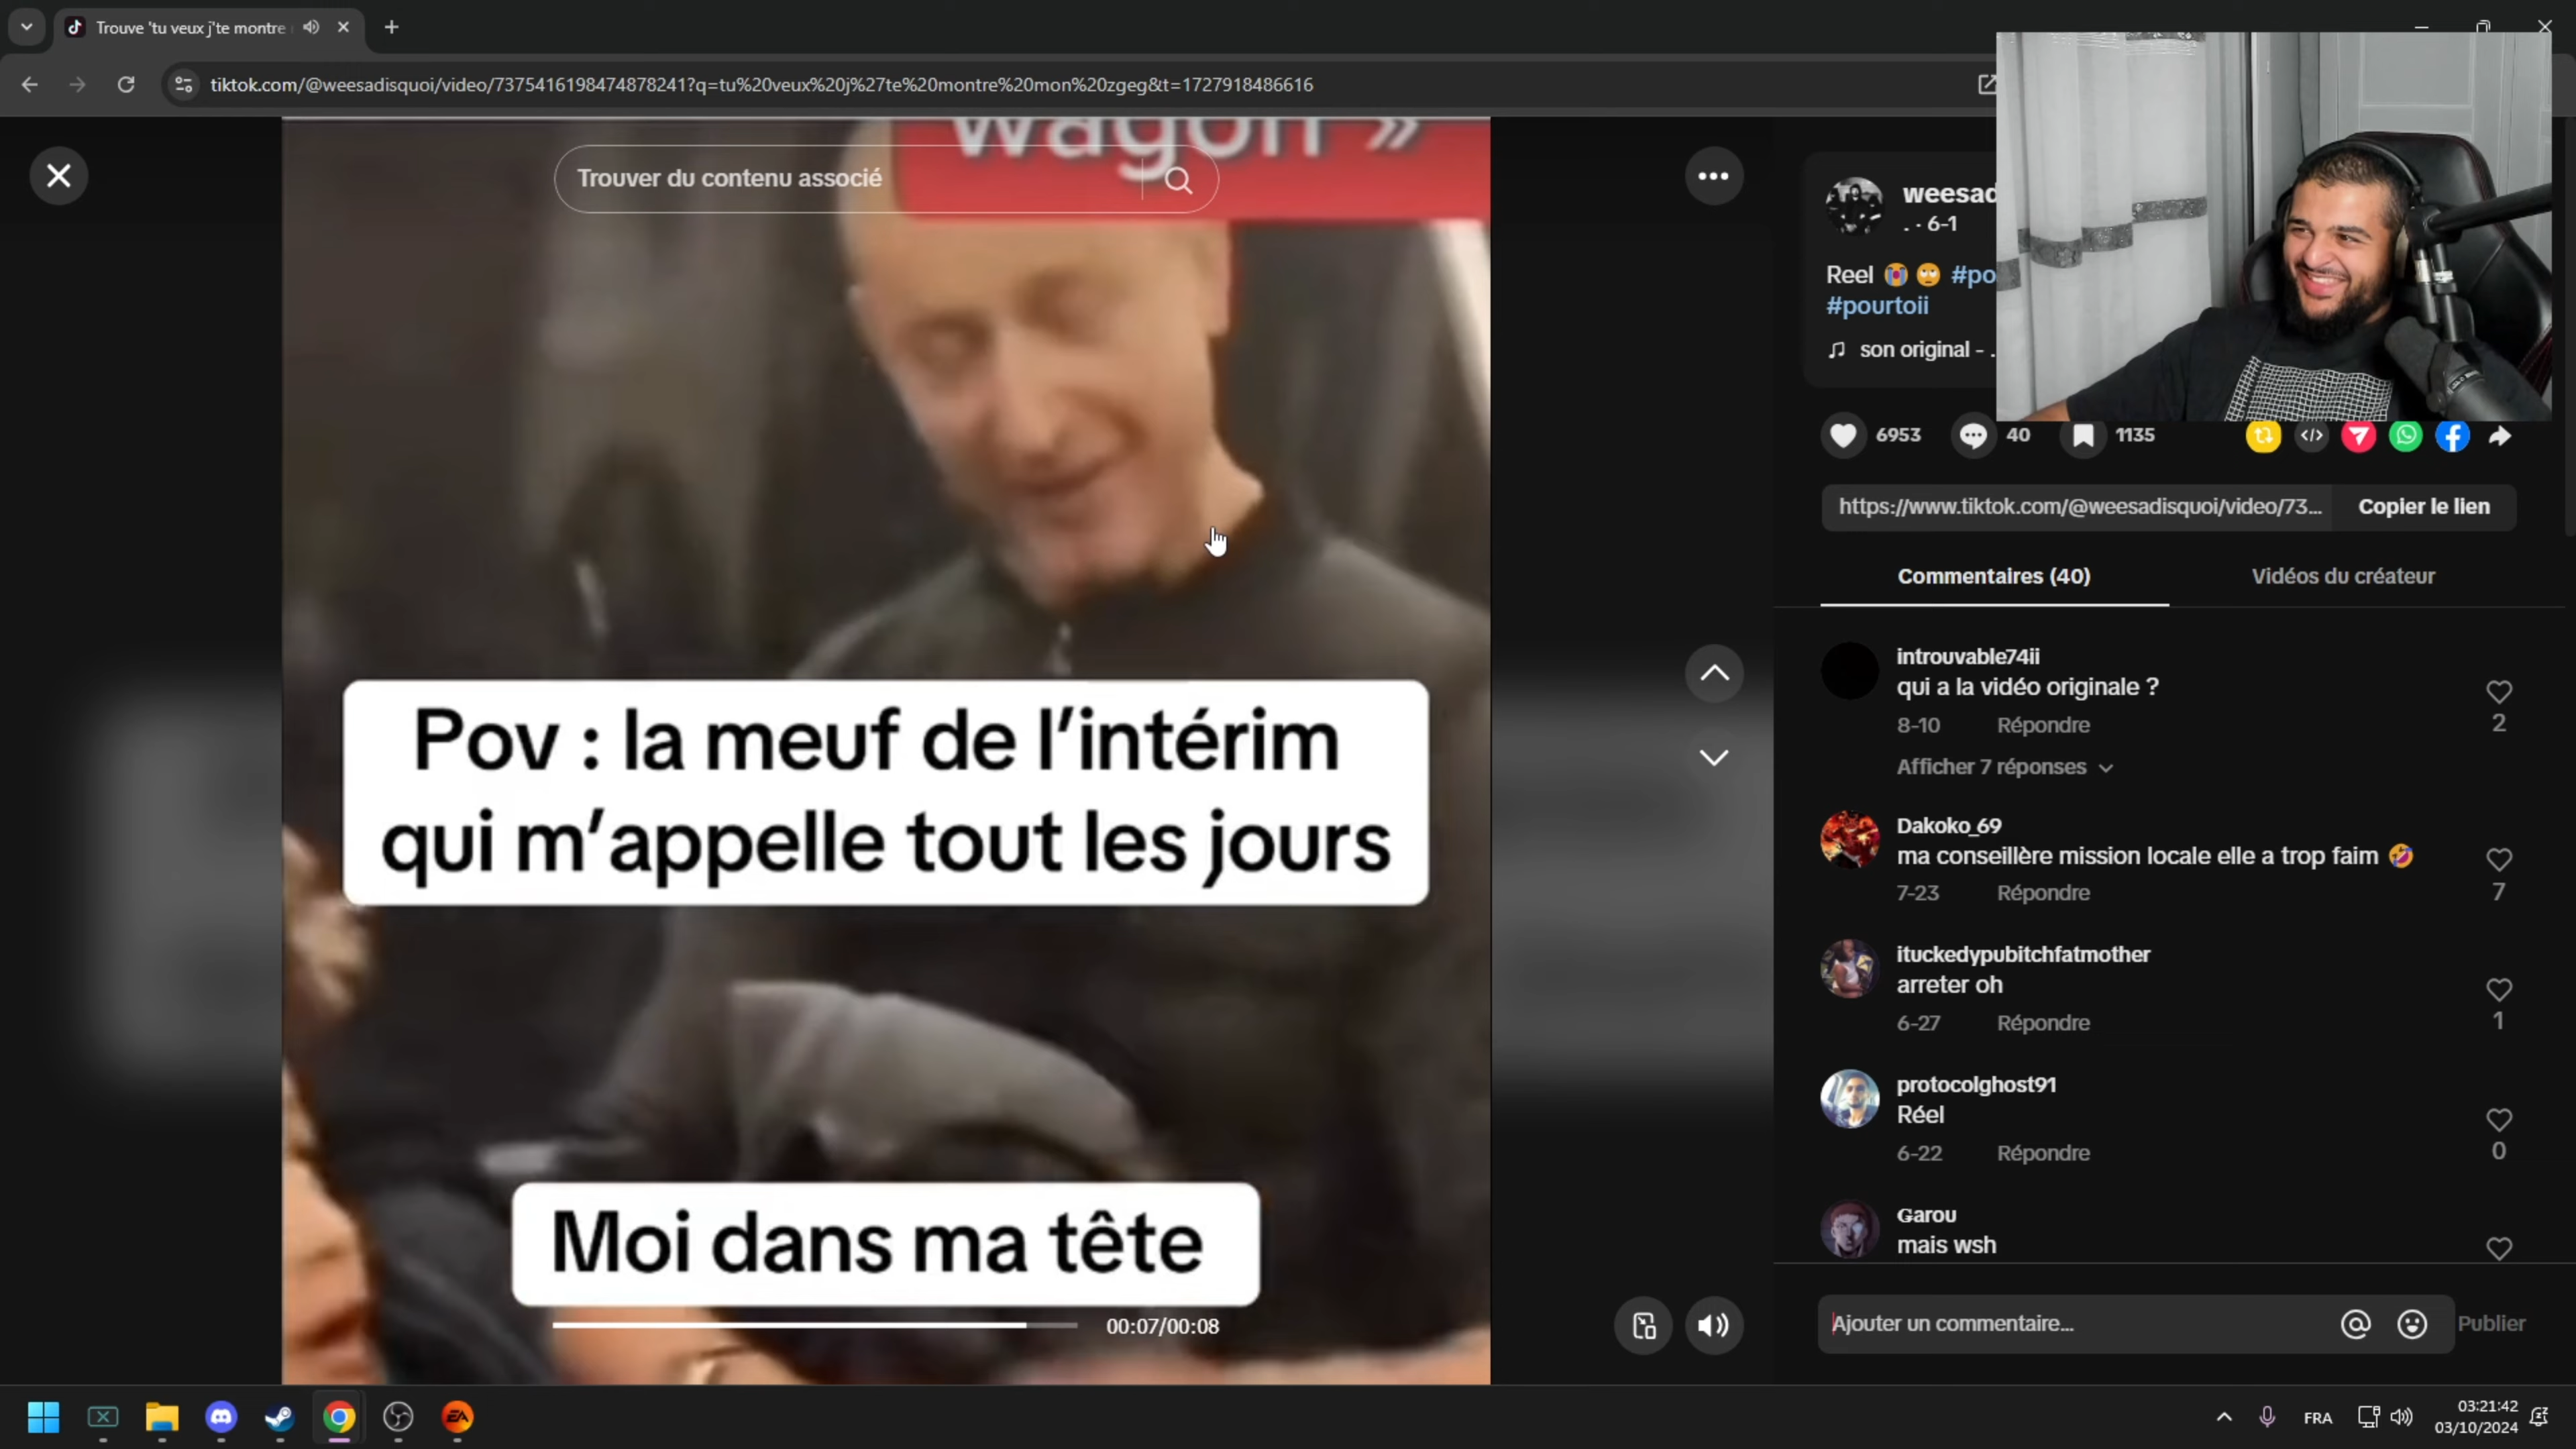 Trouve 'tu veux j'te montre
tiktok.com/@weesadisquoi/video/7375416198474878241?q=tu%20veux%20j%27te%20montre%20mon%20zgeg&t=1727918486616
wagon »
Trouver du contenu associé
Pov : la meuf de l'intérim
qui m'appelle tout les jours
Moi dans ma tête
00:07/00:08
weesad
. · 6-1
Reel 😭 🙄 #po
#pourtoii
son original - .
6953
40
1135
https://www.tiktok.com/@weesadisquoi/video/73...
Copier le lien
Commentaires (40)
Vidéos du créateur
introuvable74ii
qui a la vidéo originale ?
8-10 Répondre
2
Afficher 7 réponses
Dakoko_69
ma conseillère mission locale elle a trop faim 🤣
7-23 Répondre
7
ituckedypubitchfatmother
arreter oh
6-27 Répondre
1
protocolghost91
Réel
6-22 Répondre
0
Garou
mais wsh
Ajouter un commentaire...
Publier
FRA
03:21:42
03/10/2024